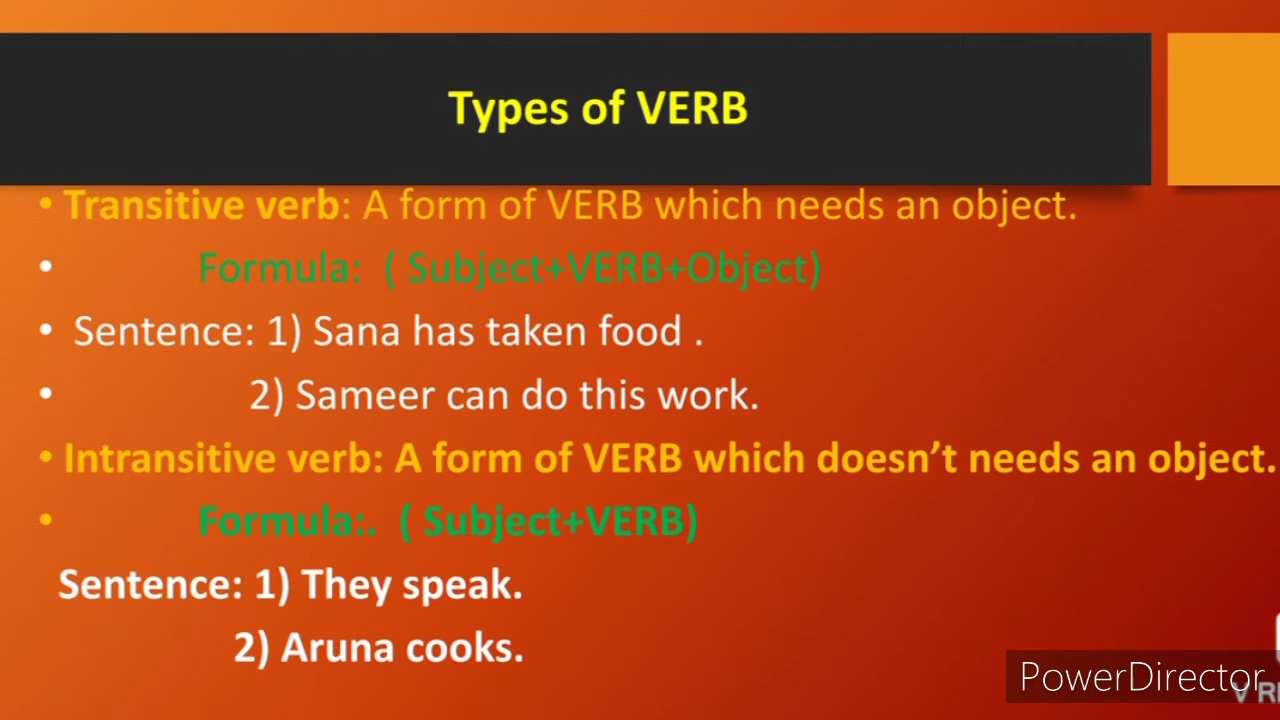 Types of VERB
• Transitive verb: A form of VERB which needs an object.
• Formula: ( Subject+VERB+Object)
• Sentence: 1) Sana has taken food .
• 2) Sameer can do this work.
• Intransitive verb: A form of VERB which doesn’t needs an object.
• Formula:. ( Subject+VERB)
Sentence: 1) They speak.
2) Aruna cooks.
PowerDirector